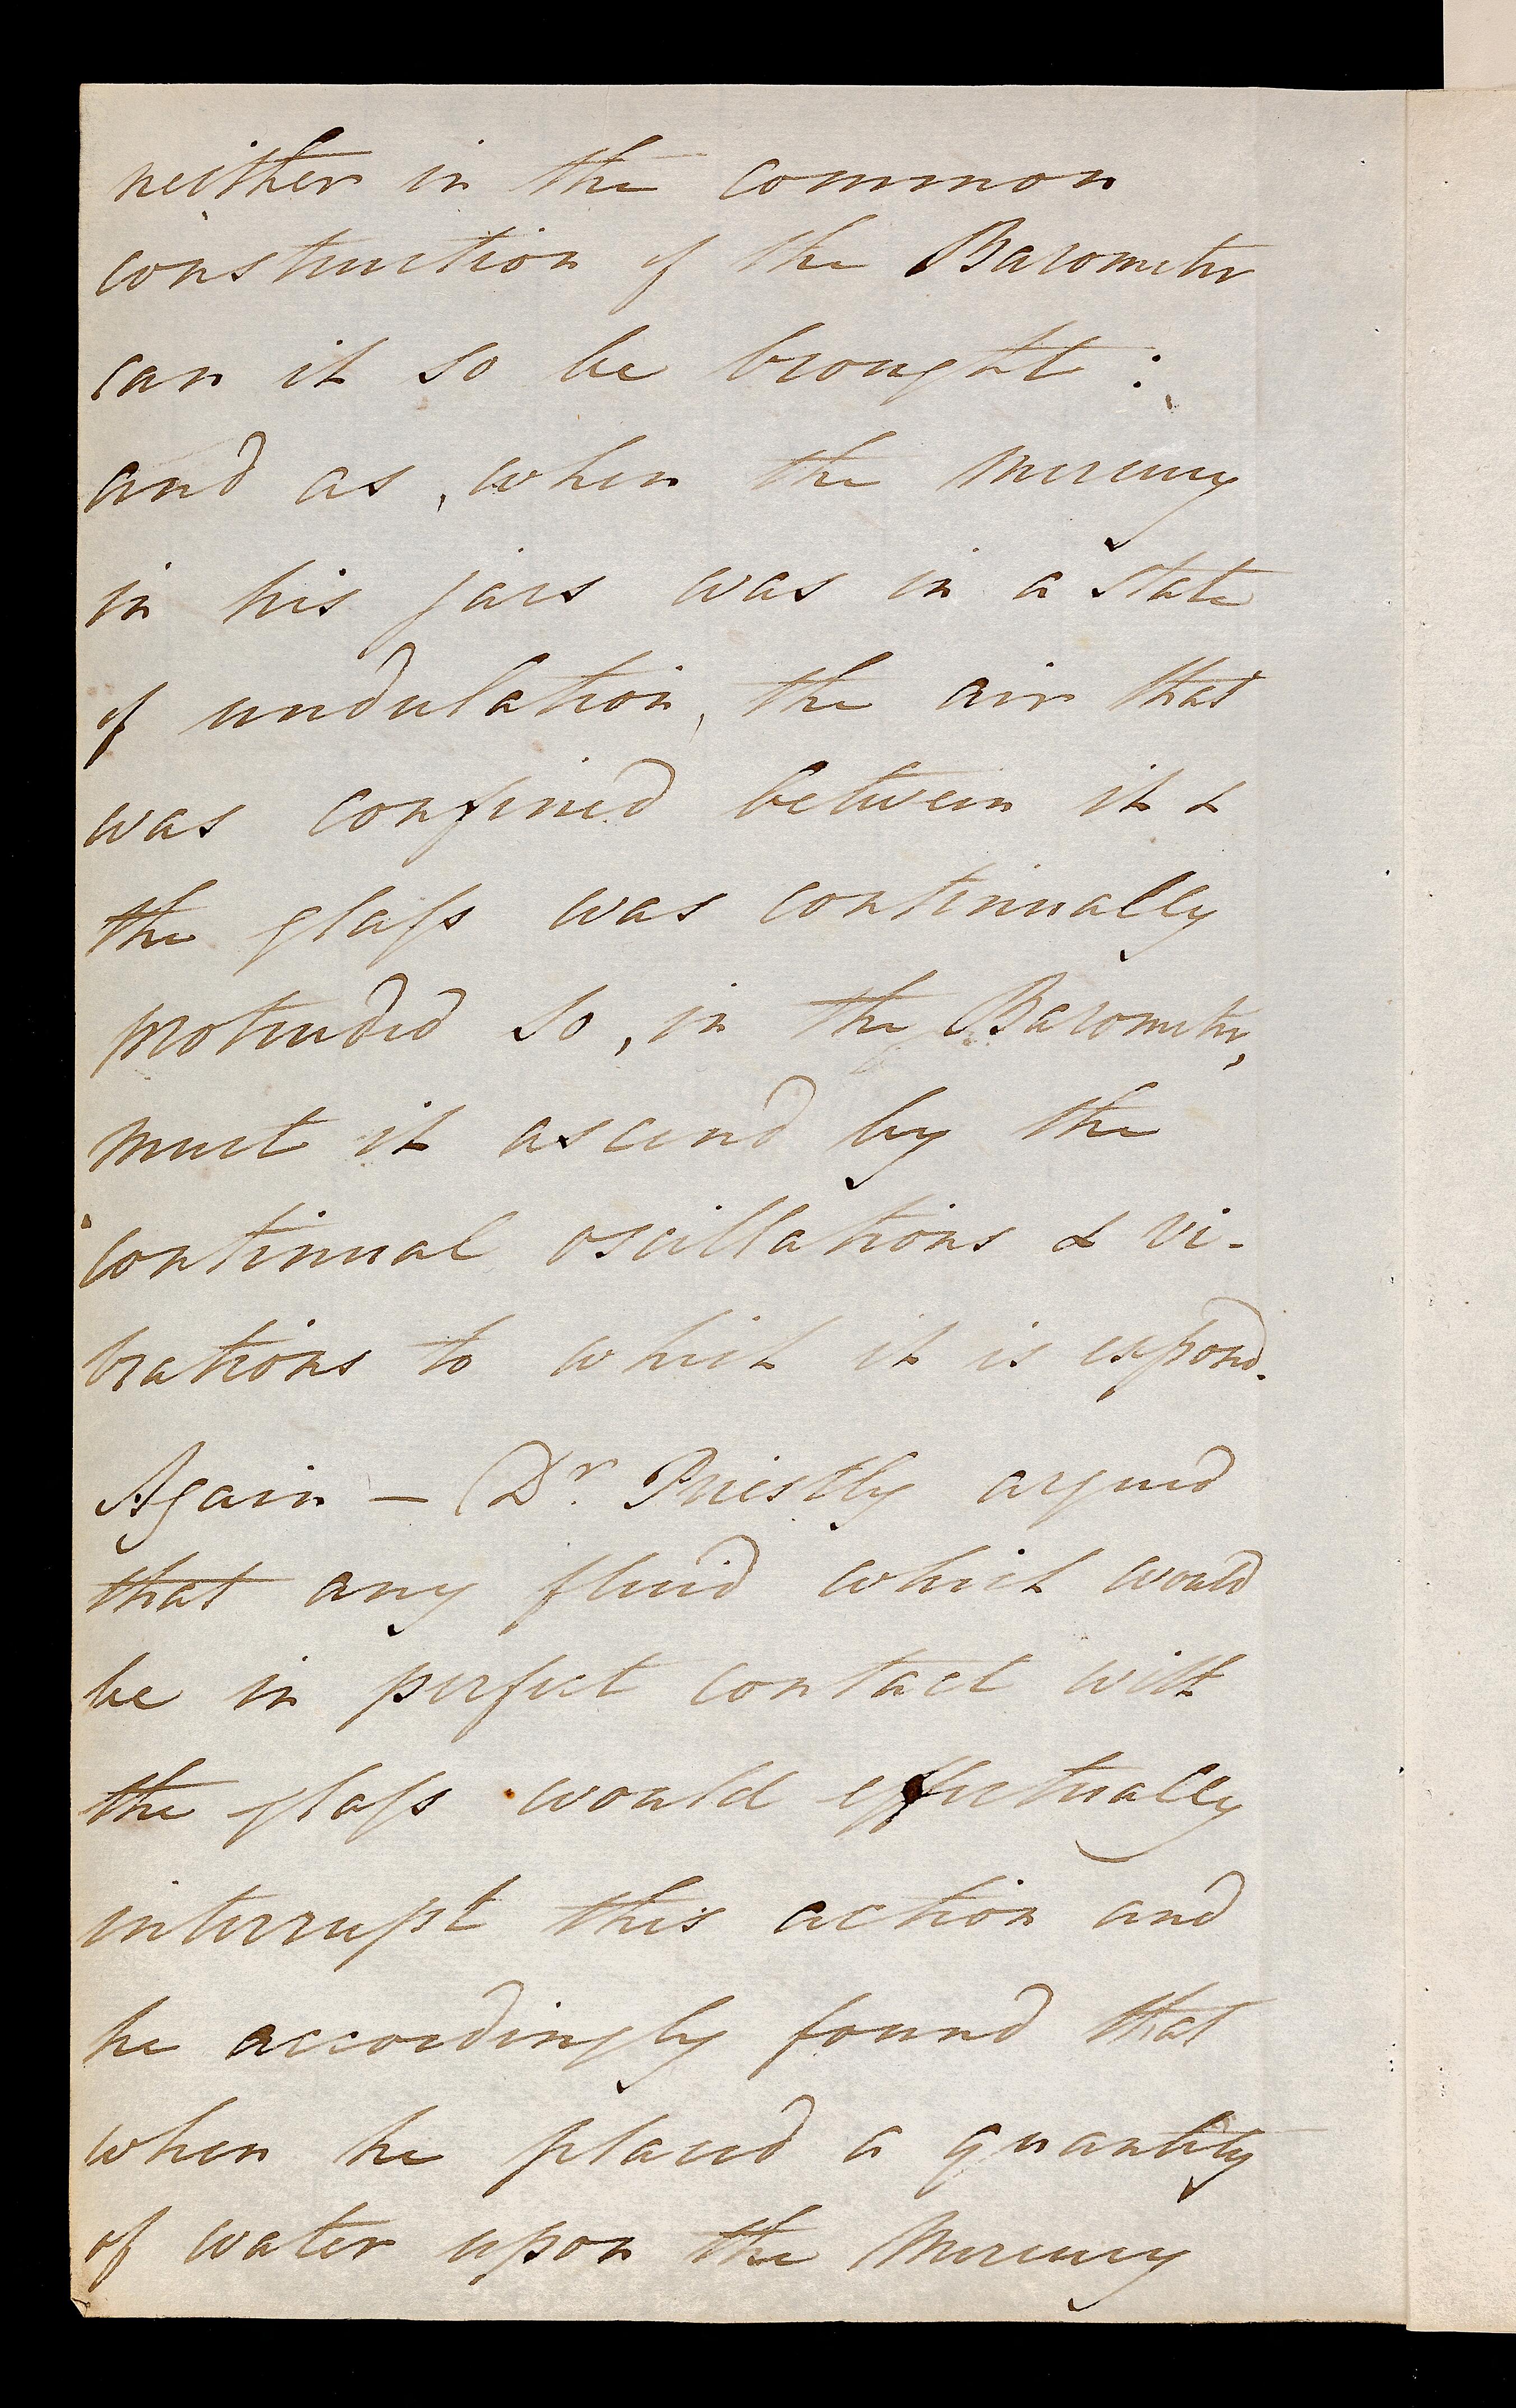 neither in the common
construction of the Barometer
can it so be brought :
and as, when the mercury
in his jars was in a state
of undulation, the air that
was confined between it &
the glaſs was continually
protruded so, in the Barometer,
must it ascend by the
continual oscillations & vi-
brations to which it is exposed.
Again – Dr. Priestly argued
that any fluid which would
be in perfect contact with
the glaſs would effectually
interrupt this action and
he accordingly found that
when he placed a quantity
of water upon the Mercury